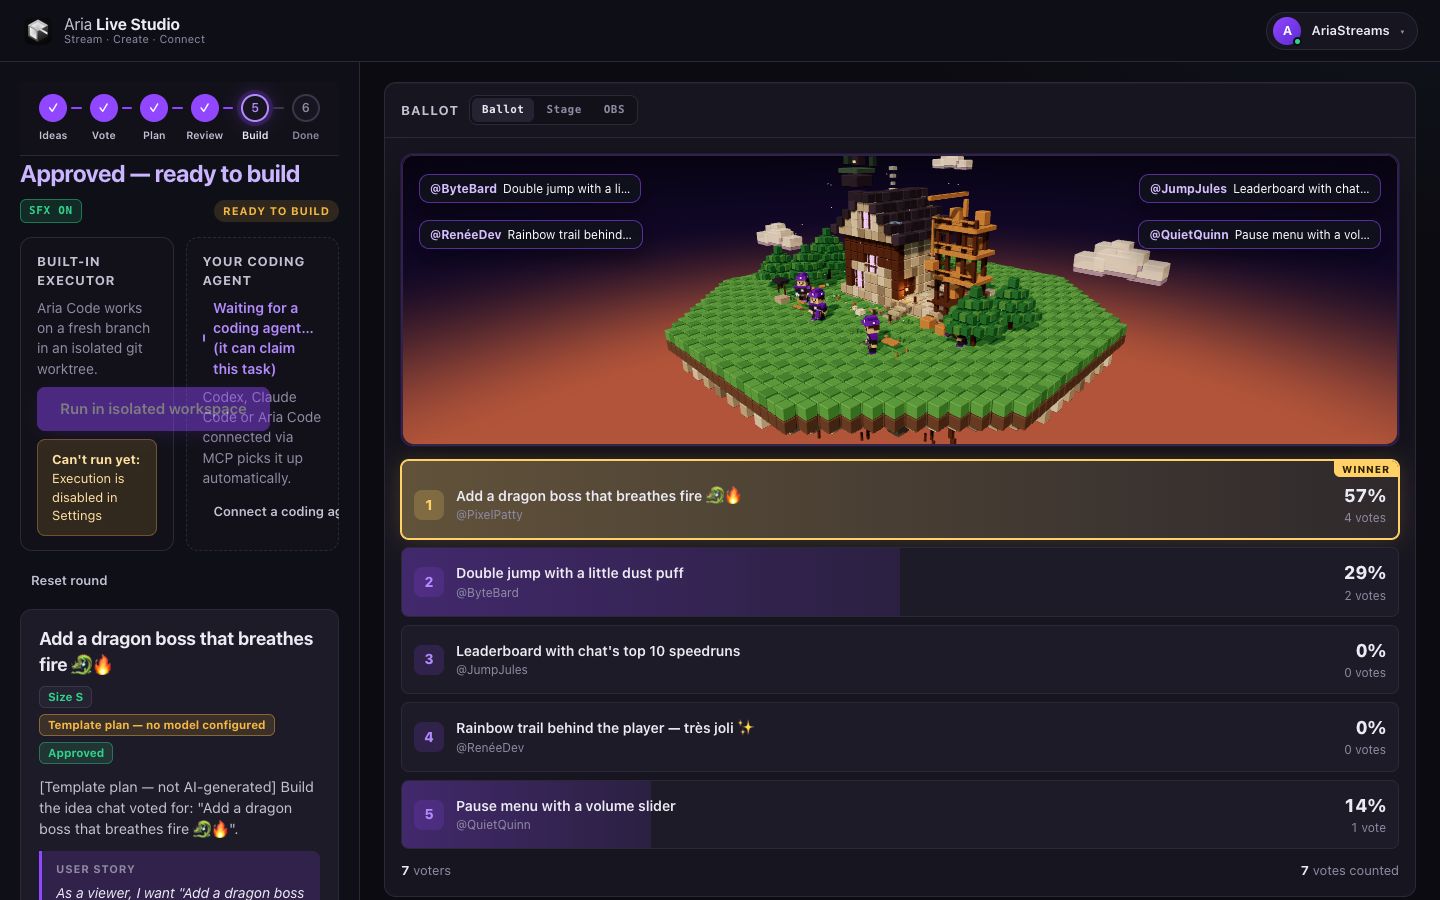 Aria Live Studio
Stream · Create · Connect
A
AriaStreams
Ideas
Vote
Plan
Review
5
Build
6
Done
Approved — ready to build
SFX ON
READY TO BUILD
BUILT-IN
EXECUTOR
Aria Code works
on a fresh branch
in an isolated git
worktree.
Run in isolated workspace
Can't run yet:
Execution is
disabled in
Settings
YOUR CODING
AGENT
Waiting for a
coding agent…
(it can claim
this task)
Codex, Claude
Code or Aria Code
connected via
MCP picks it up
automatically.
Connect a coding ag
Reset round
Add a dragon boss that breathes
fire 🐉🔥
Size S
Template plan — no model configured
Approved
[Template plan — not AI-generated] Build
the idea chat voted for: "Add a dragon
boss that breathes fire 🐉🔥".
USER STORY
As a viewer, I want "Add a dragon boss
BALLOT
Ballot
Stage
OBS
@ByteBard Double jump with a li…
@JumpJules Leaderboard with chat…
@RenéeDev Rainbow trail behind…
@QuietQuinn Pause menu with a vol…
WINNER
1
Add a dragon boss that breathes fire 🐉🔥
@PixelPatty
57%
4 votes
2
Double jump with a little dust puff
@ByteBard
29%
2 votes
3
Leaderboard with chat's top 10 speedruns
@JumpJules
0%
0 votes
4
Rainbow trail behind the player — très joli ✨
@RenéeDev
0%
0 votes
5
Pause menu with a volume slider
@QuietQuinn
14%
1 vote
7 voters
7 votes counted